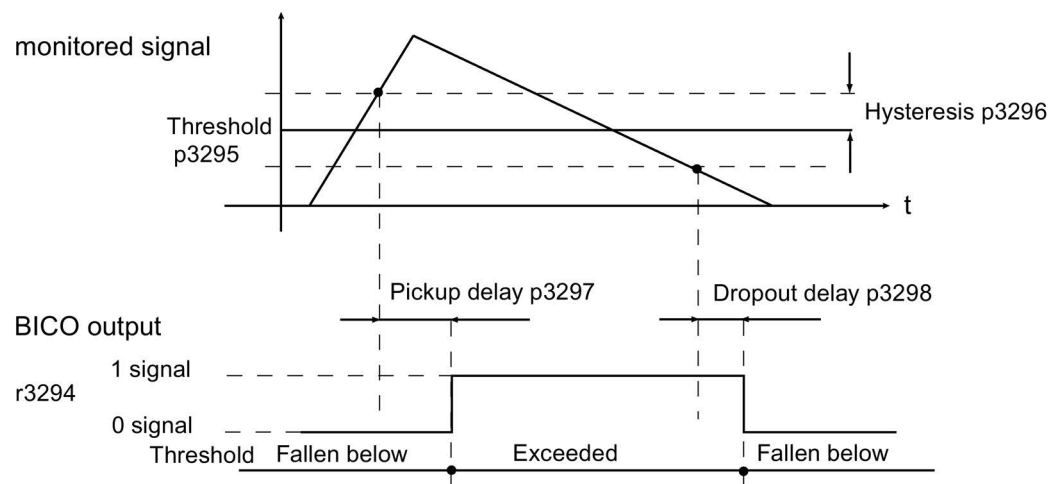 monitored signal
Hysteresis p3296
Threshold
p3295
t
Pickup delay p3297
Dropout delay p3298
BICO output
1 signal
r3294
0 signal
Threshold
Fallen below
Exceeded
Fallen below